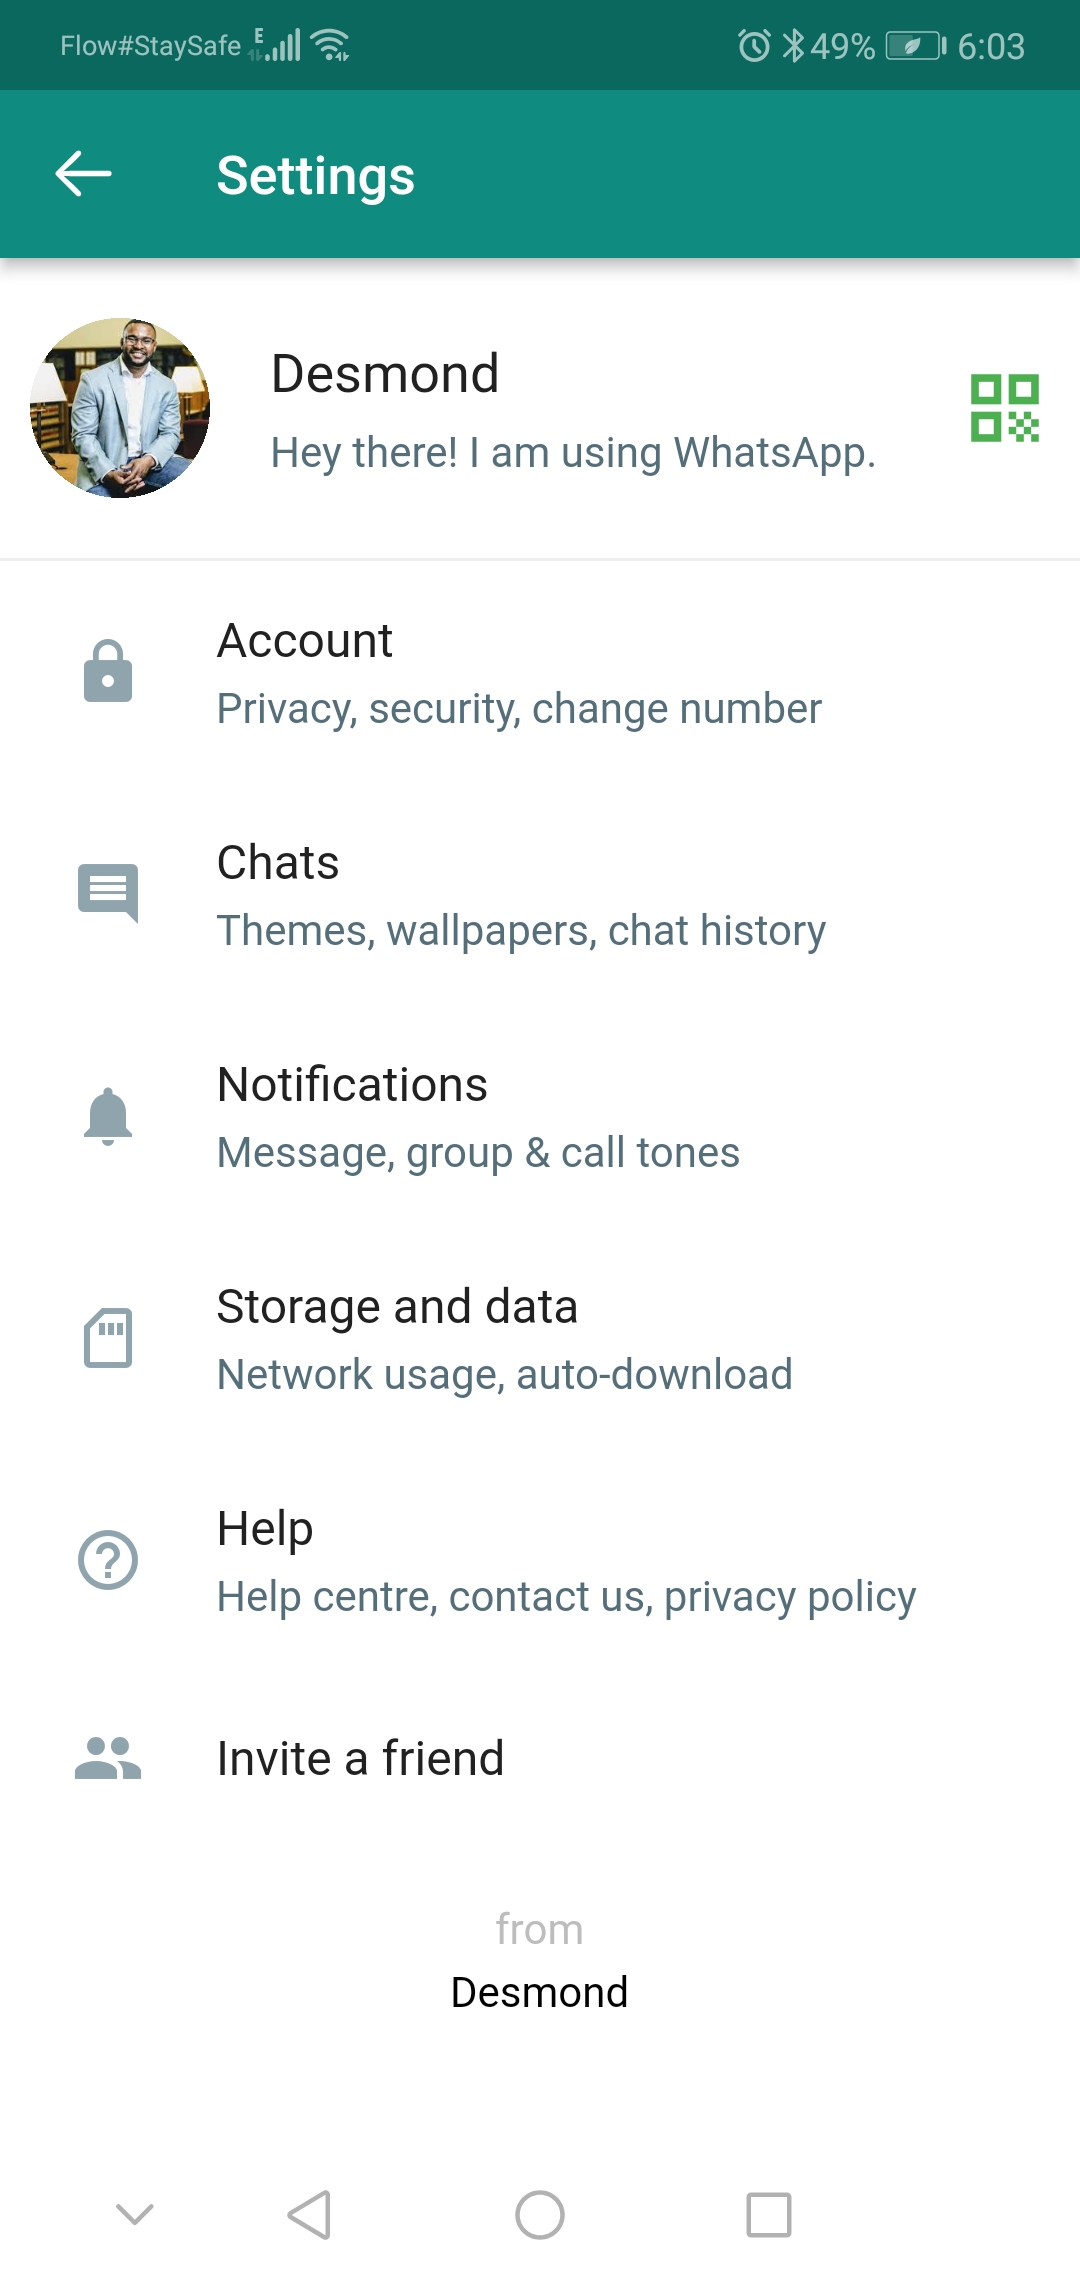 Flow#StaySafe E 49% 6:03
Settings
Desmond
Hey there! I am using WhatsApp.
Account
Privacy, security, change number
Chats
Themes, wallpapers, chat history
Notifications
Message, group & call tones
Storage and data
Network usage, auto-download
Help
Help centre, contact us, privacy policy
Invite a friend
from
Desmond